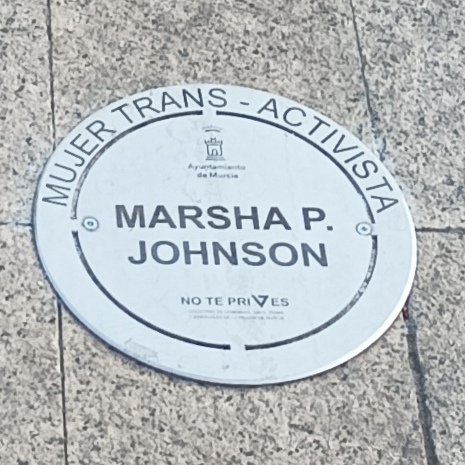 MUJER TRANS - ACTIVISTA
Ayuntamiento
de Murcia
MARSHA P.
JOHNSON
NO TE PRIVES